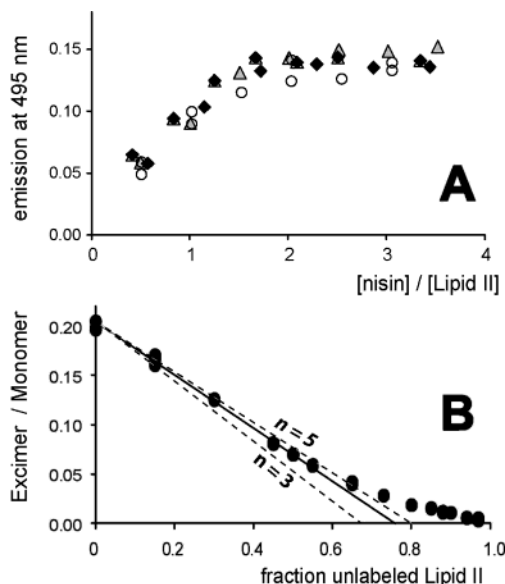 emission at 495 nm
0.15
0.10
0.05
0.00
A
0
1
2
3
4
[nisin] / [Lipid II]
Excimer / Monomer
0.20
0.15
0.10
0.05
0.00
B
n = 5
n = 3
0
0.2
0.4
0.6
0.8
1.0
fraction unlabeled Lipid II